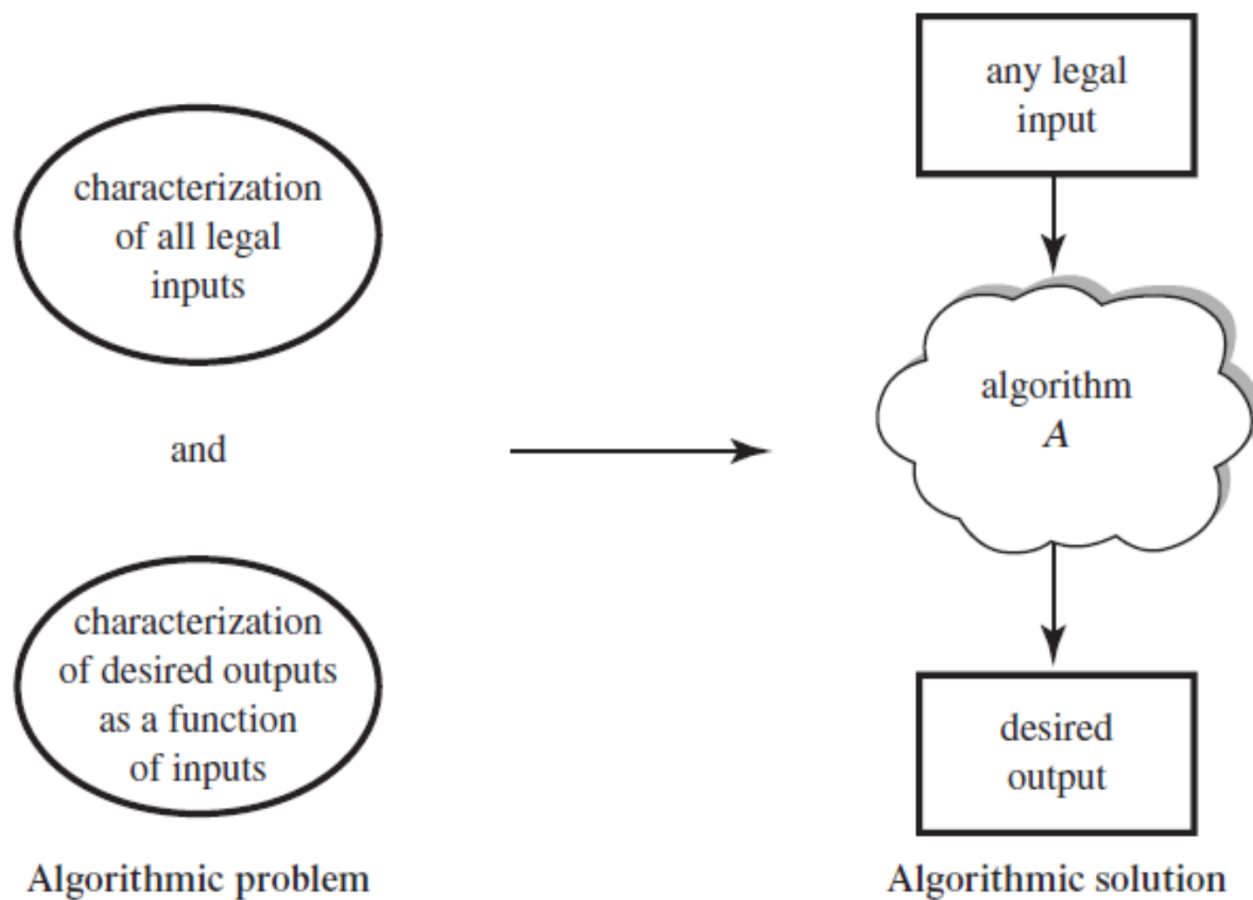 characterization
of all legal
inputs
and
characterization
of desired outputs
as a function
of inputs
Algorithmic problem
any legal
input
algorithm
A
desired
output
Algorithmic solution